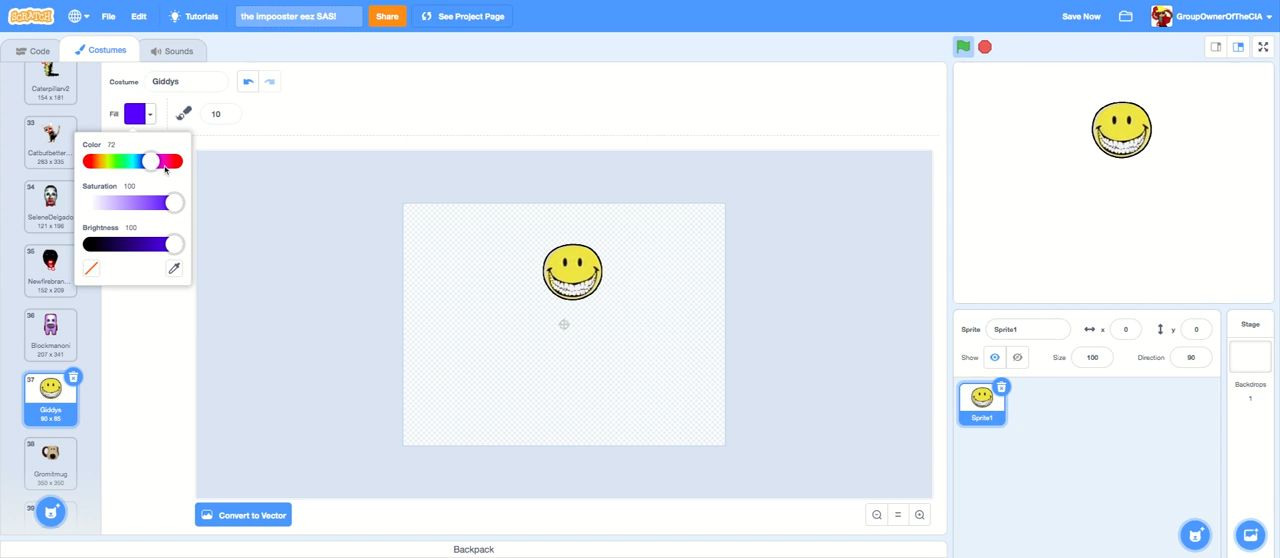 SCRATCH File Edit Tutorials the impooster eez SAS! Share See Project Page Save Now GroupOwnerOfTheCIA
Code Costumes Sounds
Costume Giddys
Fill 10
Caterpillarv2
154 x 181
33
Catbutbetter...
283 x 335
34
SeleneDelgado
121 x 196
35
Newfirebran...
152 x 209
36
Blockmanoni
207 x 341
37
Giddys
90 x 85
38
Gromitmug
350 x 350
39
Color 72
Saturation 100
Brightness 100
Convert to Vector
Backpack
Sprite Sprite1 x 0 y 0
Show Size 100 Direction 90
Sprite1
Stage
Backdrops
1